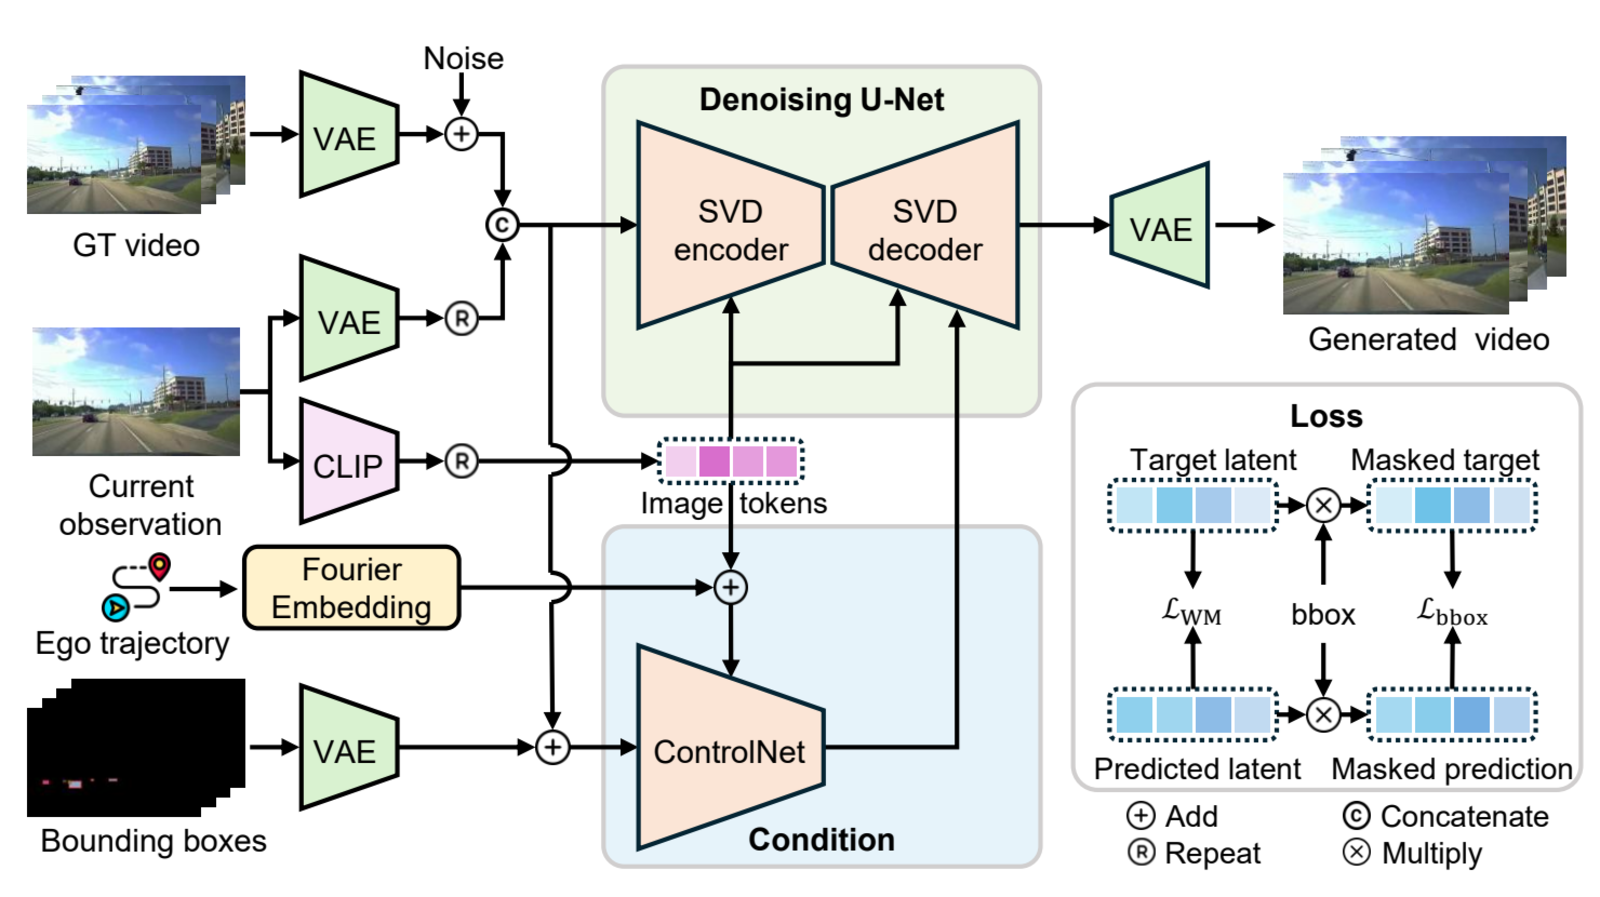 Noise
VAE
GT video
Denoising U-Net
SVD
encoder
SVD
decoder
VAE
Generated video
C
VAE
R
Current
observation
CLIP
R
Image tokens
Ego trajectory
Fourier
Embedding
Bounding boxes
VAE
ControlNet
Condition
Loss
Target latent
Masked target
ℒWM
bbox
ℒbbox
Predicted latent
Masked prediction
+ Add
C Concatenate
R Repeat
× Multiply